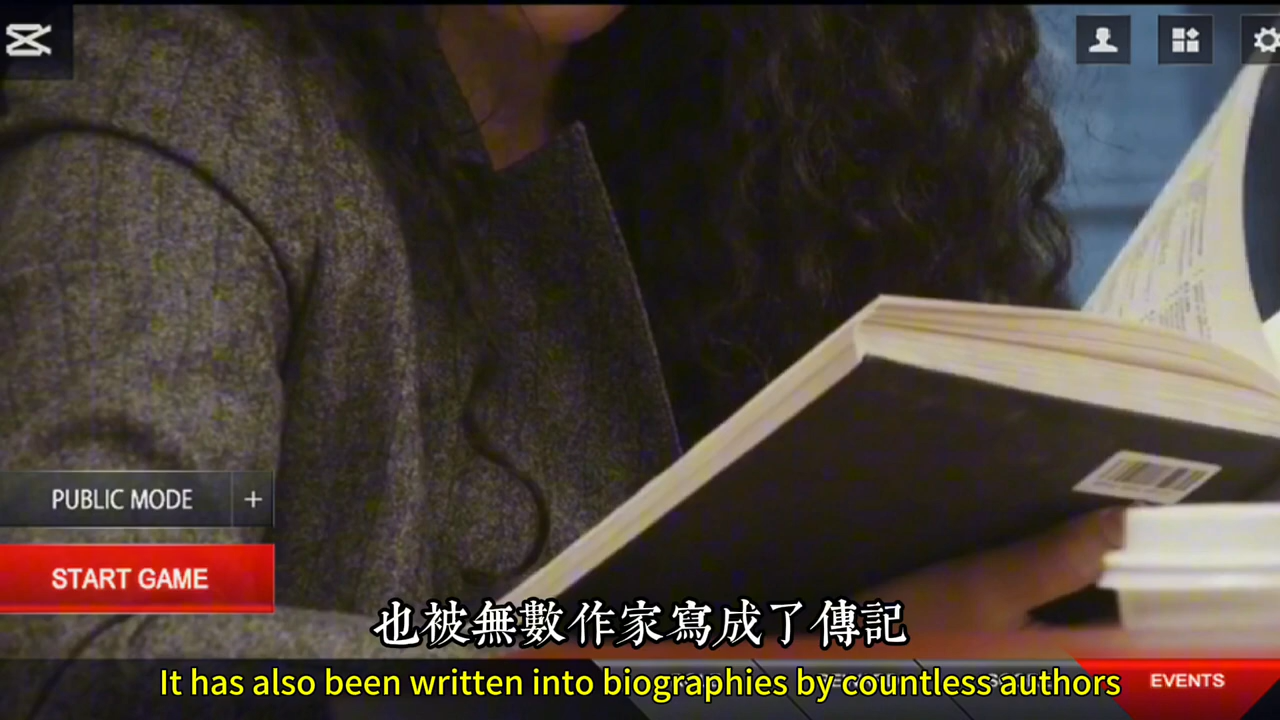 PUBLIC MODE +
START GAME
也被無數作家寫成了傳記
It has also been written into biographies by countless authors
EVENTS